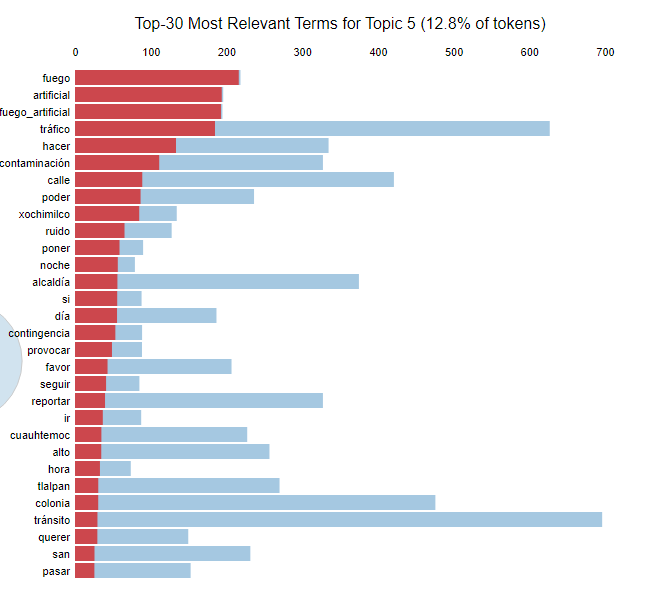 Top-30 Most Relevant Terms for Topic 5 (12.8% of tokens)
0 100 200 300 400 500 600 700
fuego
artificial
fuego_artificial
tráfico
hacer
contaminación
calle
poder
xochimilco
ruido
poner
noche
alcaldía
si
día
contingencia
provocar
favor
seguir
reportar
ir
cuauhtemoc
alto
hora
tlalpan
colonia
tránsito
querer
san
pasar